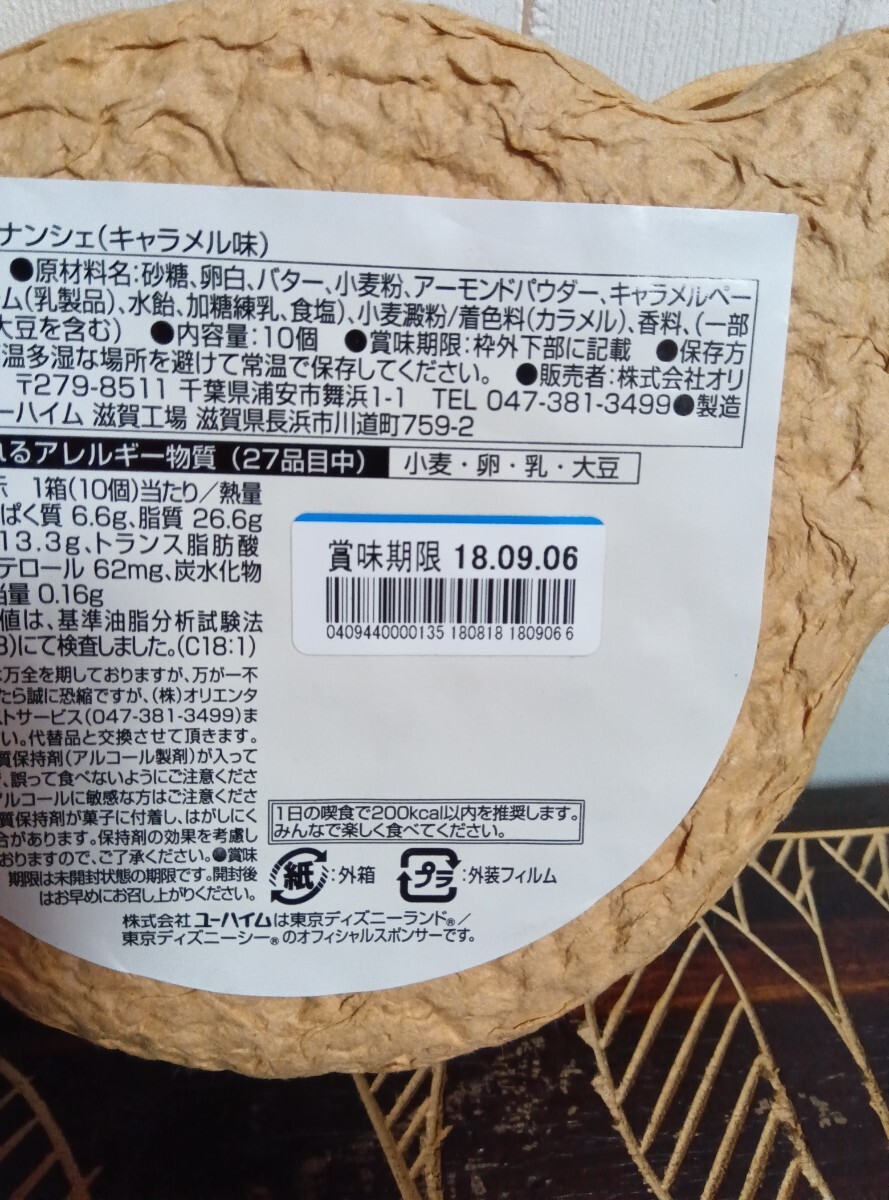 ナンシェ(キャラメル味)
●原材料名:砂糖、卵白、バター、小麦粉、アーモンドパウダー、キャラメルペー
ム(乳製品)、水飴、加糖練乳、食塩)、小麦澱粉/着色料(カラメル)、香料、(一部
大豆を含む) ●内容量:10個 ●賞味期限:枠外下部に記載 ●保存方
温多湿な場所を避けて常温で保存してください。 ●販売者:株式会社オリ
〒279-8511 千葉県浦安市舞浜1-1 TEL 047-381-3499●製造
ーハイム 滋賀工場 滋賀県長浜市川道町759-2
れるアレルギー物質(27品目中) 小麦・卵・乳・大豆
示 1箱(10個)当たり/熱量
ぱく質 6.6g、脂質 26.6g
13.3g、トランス脂肪酸
テロール 62mg、炭水化物
当量 0.16g
値は、基準油脂分析試験法
3)にて検査しました。(C18:1)
賞味期限 18.09.06
0409440000135 180818 180906 6
万全を期しておりますが、万が一不
たら誠に恐縮ですが、(株)オリエンタ
ストサービス(047-381-3499)ま
い。代替品と交換させて頂きます。
質保持剤(アルコール製剤)が入って
、誤って食べないようにご注意くださ
アルコールに敏感な方はご注意くださ
質保持剤が菓子に付着し、はがしにく
合があります。保持剤の効果を考慮し
おりますので、ご了承ください。●賞味
期限は未開封状態の期限です。開封後
はお早めにお召し上がりください。
1日の喫食で200kcal以内を推奨します。
みんなで楽しく食べてください。
紙:外箱 プラ:外装フィルム
株式会社 ユーハイムは東京ディズニーランド®/
東京ディズニーシー®のオフィシャルスポンサーです。